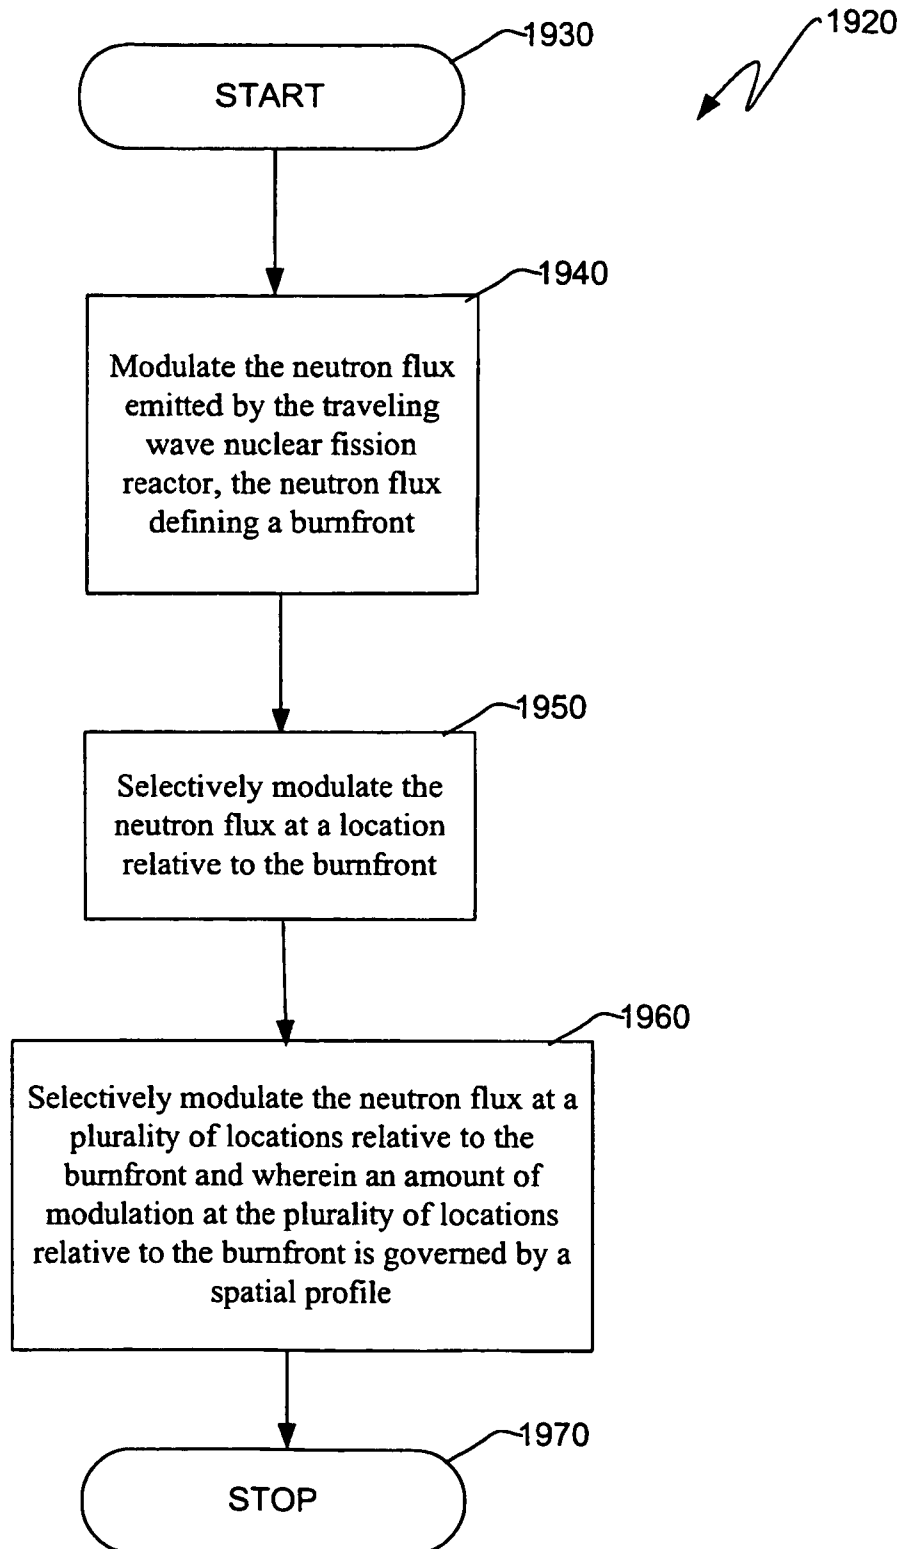 1920
1930
START
1940
Modulate the neutron flux
emitted by the traveling
wave nuclear fission
reactor, the neutron flux
defining a burnfront
1950
Selectively modulate the
neutron flux at a location
relative to the burnfront
1960
Selectively modulate the neutron flux at a
plurality of locations relative to the
burnfront and wherein an amount of
modulation at the plurality of locations
relative to the burnfront is governed by a
spatial profile
1970
STOP